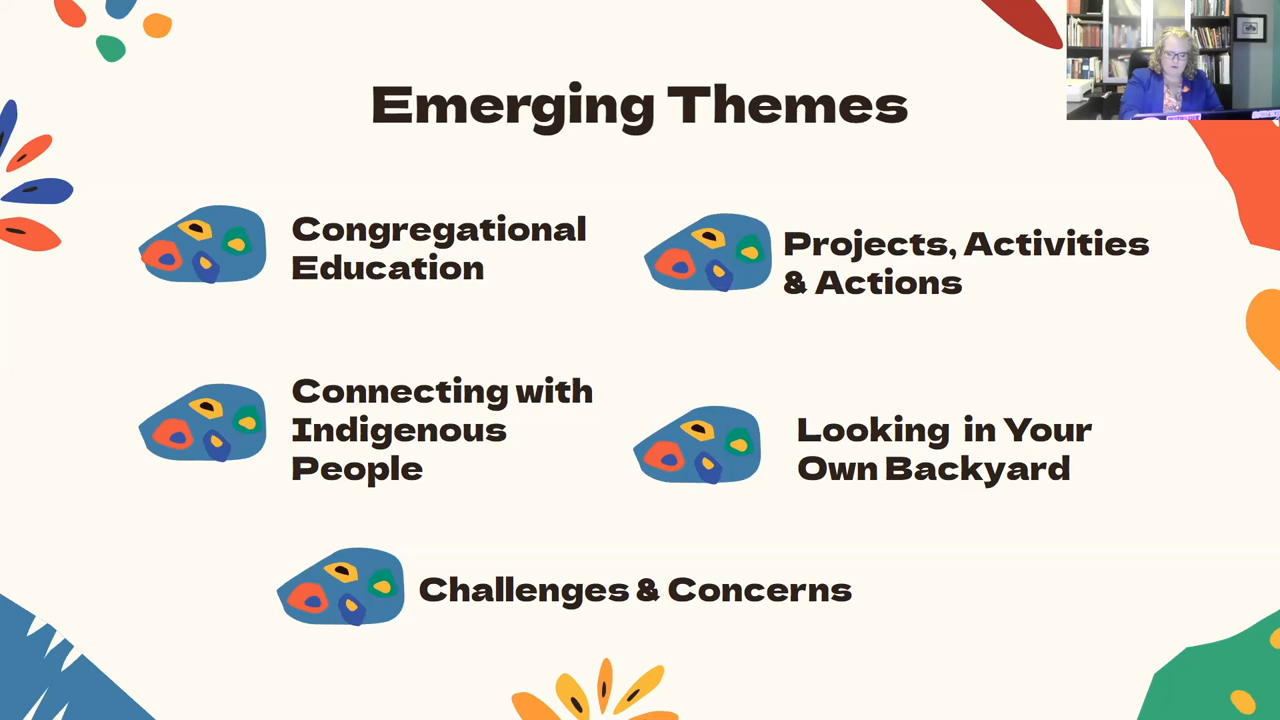 Emerging Themes
Congregational
Education
Projects, Activities
& Actions
Connecting with
Indigenous
People
Looking in Your
Own Backyard
Challenges & Concerns